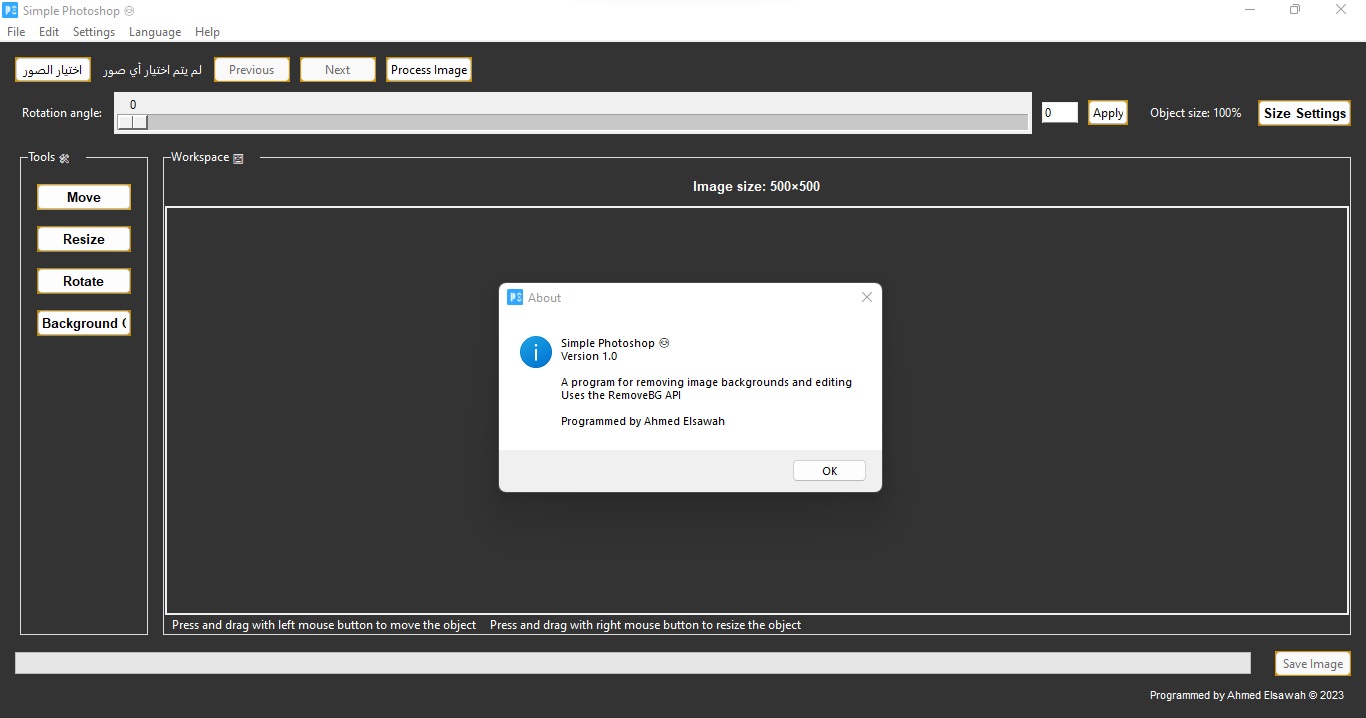 Simple Photoshop ♾
File Edit Settings Language Help
اختيار الصور لم يتم اختيار أي صور Previous Next Process Image
0
Rotation angle: 0 Apply Object size: 100% Size Settings
Tools 🛠
Workspace 🖼
Move
Resize
Rotate
Background
Image size: 500×500
About
Simple Photoshop ♾
Version 1.0
A program for removing image backgrounds and editing
Uses the RemoveBG API
Programmed by Ahmed Elsawah
OK
Press and drag with left mouse button to move the object Press and drag with right mouse button to resize the object
Save Image
Programmed by Ahmed Elsawah © 2023